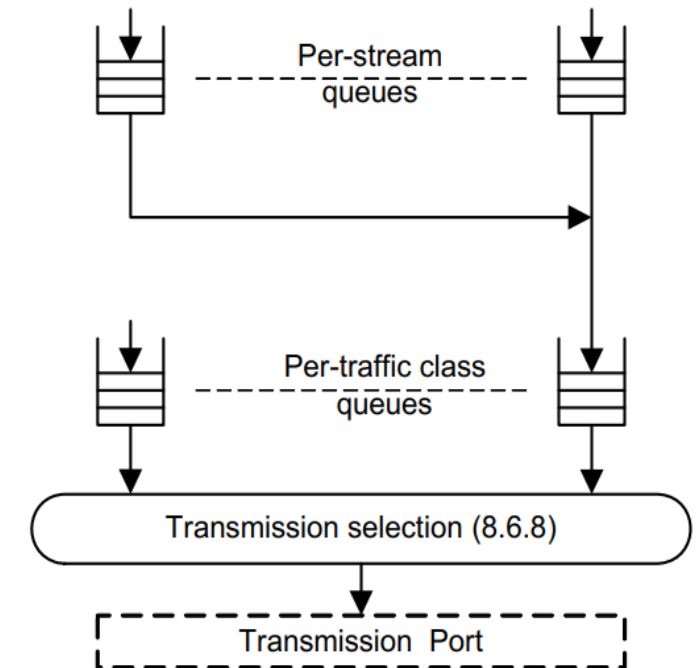 Per-stream
queues
Per-traffic class
queues
Transmission selection (8.6.8)
Transmission Port